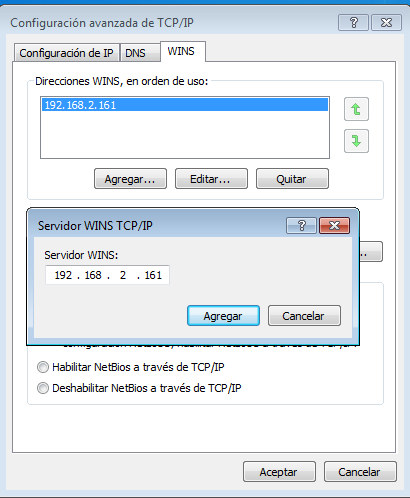 Configuración avanzada de TCP/IP
Configuración de IP DNS WINS
Direcciones WINS, en orden de uso:
192.168.2.161
Agregar... Editar... Quitar
Servidor WINS TCP/IP
Servidor WINS:
192 . 168 . 2 . 161
Agregar Cancelar
Habilitar NetBios a través de TCP/IP
Deshabilitar NetBios a través de TCP/IP
Aceptar Cancelar